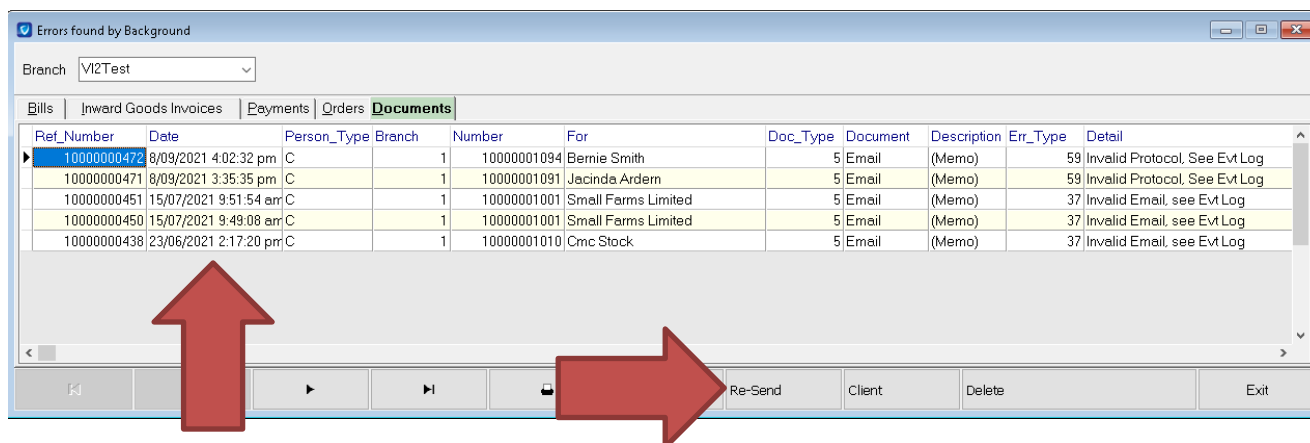 Errors found by Background
Branch VI2Test
Bills Inward Goods Invoices Payments Orders Documents
Ref_Number Date Person_Type Branch Number For Doc_Type Document Description Err_Type Detail
10000000472 8/09/2021 4:02:32 pm C 1 10000001094 Bernie Smith 5 Email (Memo) 59 Invalid Protocol, See Evt Log
10000000471 8/09/2021 3:35:35 pm C 1 10000001091 Jacinda Ardern 5 Email (Memo) 59 Invalid Protocol, See Evt Log
10000000451 15/07/2021 9:51:54 am C 1 10000001001 Small Farms Limited 5 Email (Memo) 37 Invalid Email, see Evt Log
10000000450 15/07/2021 9:49:08 am C 1 10000001001 Small Farms Limited 5 Email (Memo) 37 Invalid Email, see Evt Log
10000000438 23/06/2021 2:17:20 pm C 1 10000001010 Cmc Stock 5 Email (Memo) 37 Invalid Email, see Evt Log
Re-Send Client Delete Exit